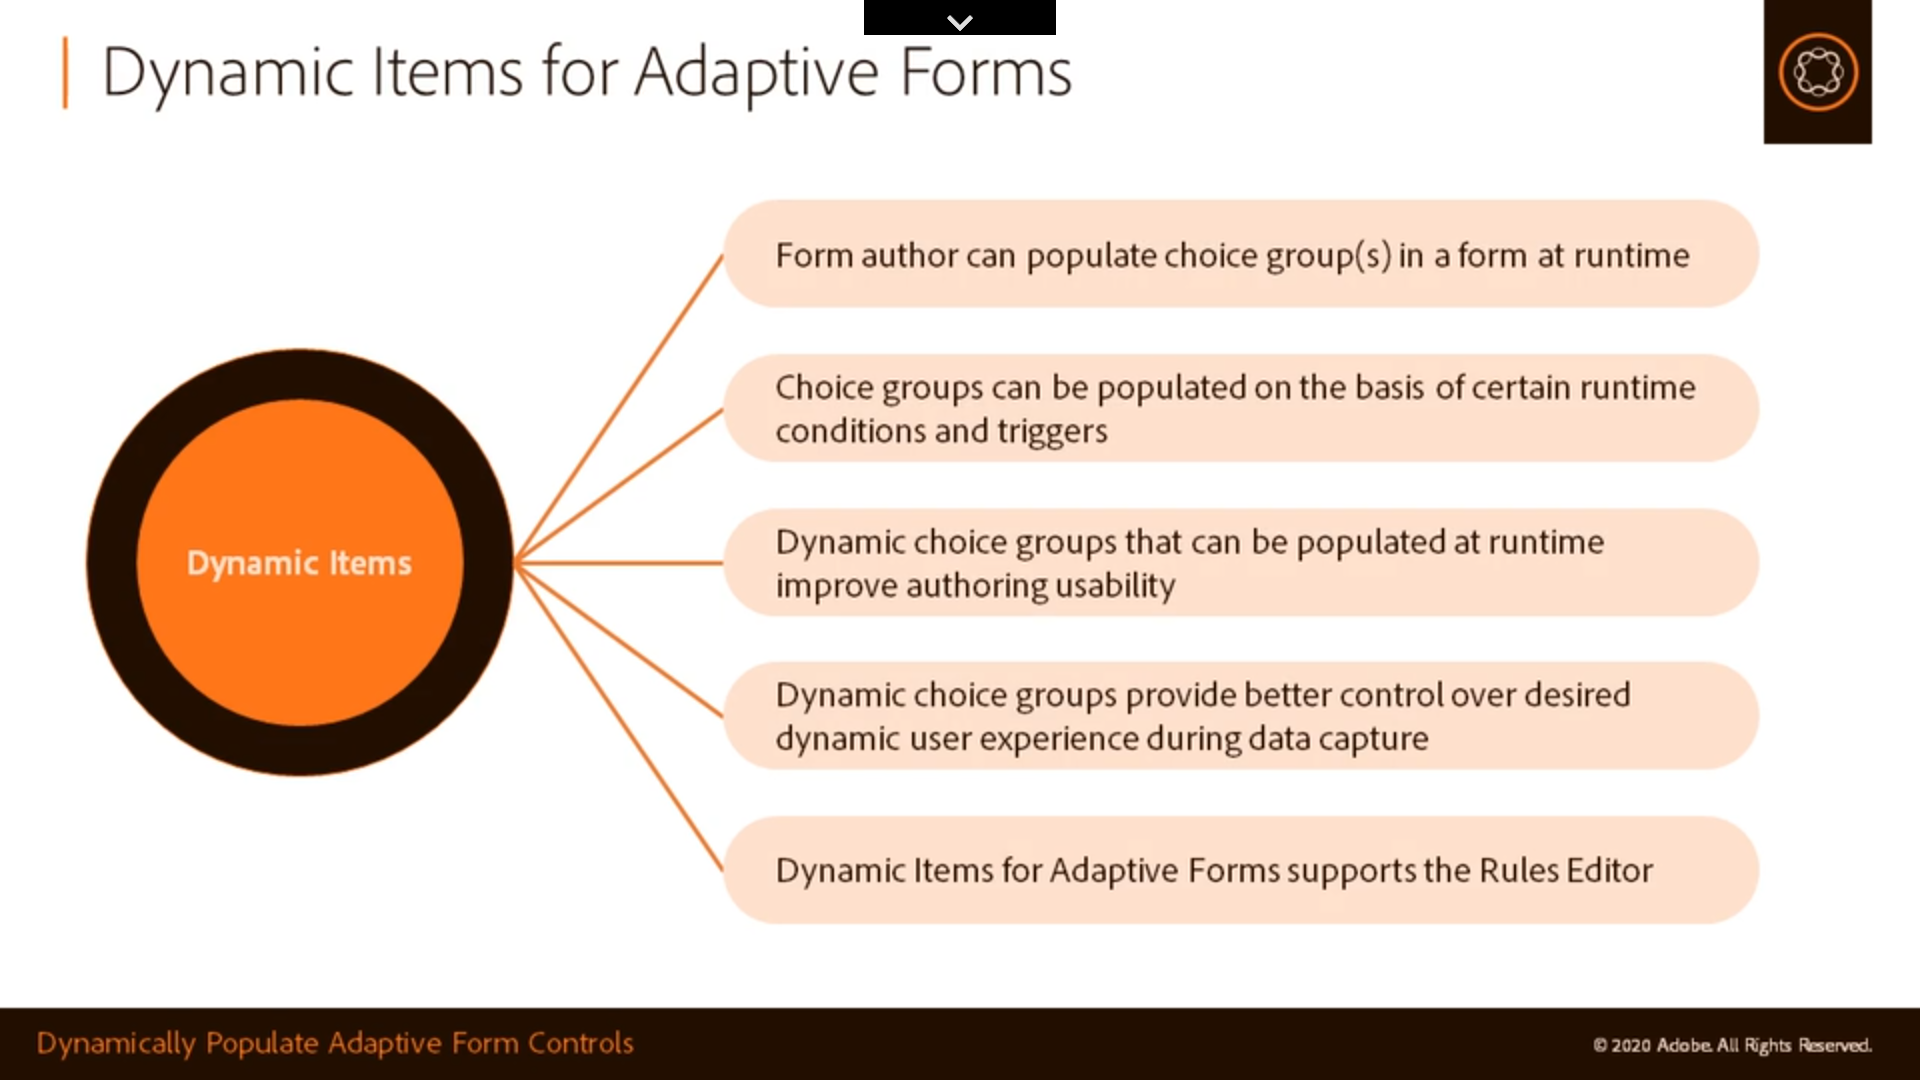 Dynamic Items for Adaptive Forms
Form author can populate choice group(s) in a form at runtime
Choice groups can be populated on the basis of certain runtime
conditions and triggers
Dynamic Items
Dynamic choice groups that can be populated at runtime
improve authoring usability
Dynamic choice groups provide better control over desired
dynamic user experience during data capture
Dynamic Items for Adaptive Forms supports the Rules Editor
Dynamically Populate Adaptive Form Controls
© 2020 Adobe. All Rights Reserved.